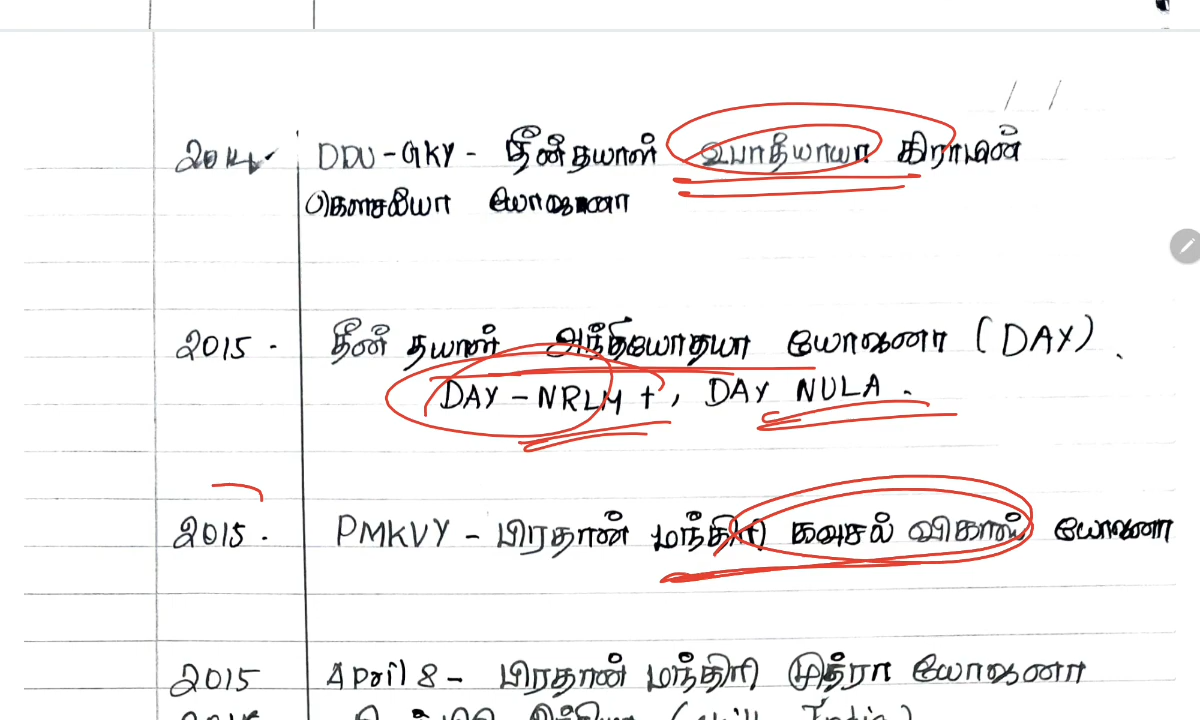 2014. DDU-GKY - தீன்தயாள் உபாத்யாயா கிராமின்
கௌசல்யா யோஜனா
2015. தீன் தயாள் அந்தியோதயா யோஜனா (DAY).
DAY - NRLM +, DAY NULA.
2015. PMKVY - பிரதான் மந்திரி கவுசல் விகாஸ் யோஜனா
2015 April 8 - பிரதான் மந்திரி முத்ரா யோஜனா